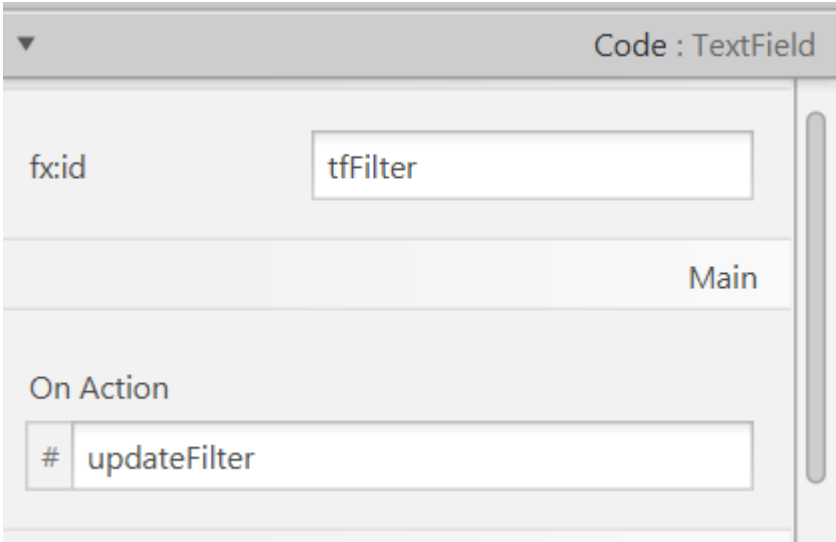 Code : TextField
fx:id tfFilter
Main
On Action
# updateFilter